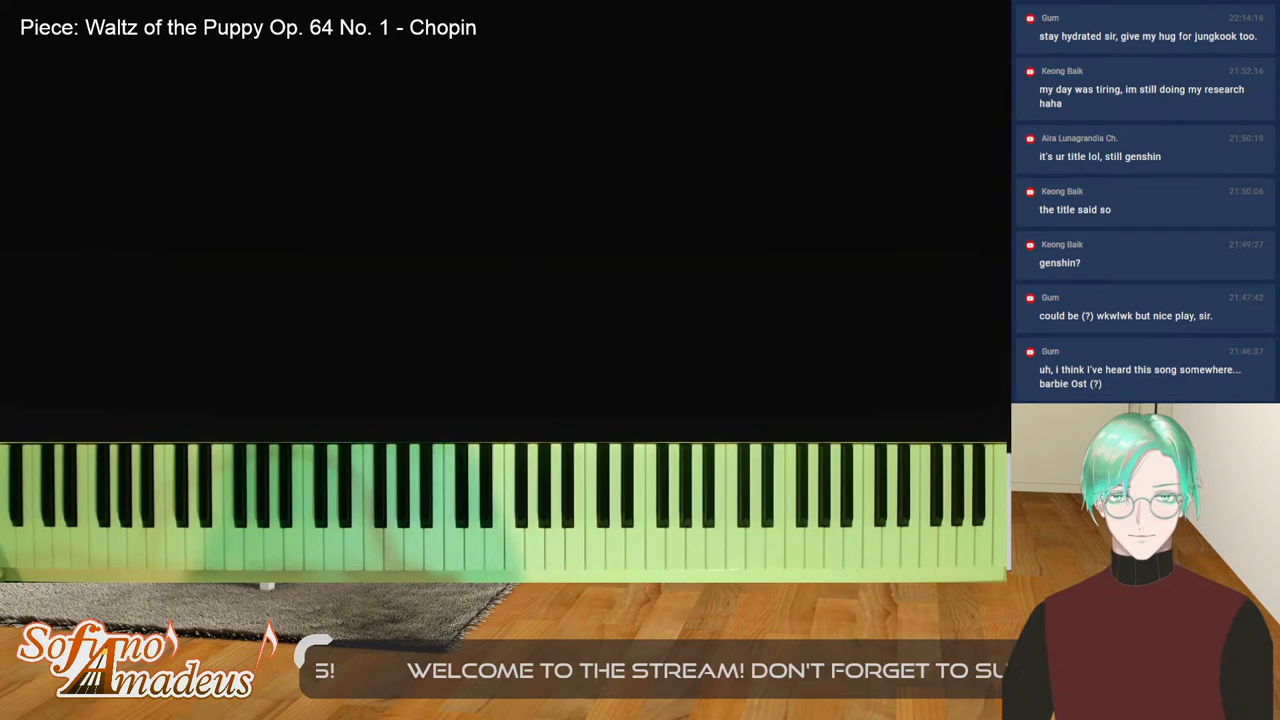 Piece: Waltz of the Puppy Op. 64 No. 1 - Chopin
Gum 22:14:16
stay hydrated sir, give my hug for jungkook too.
Keong Baik 21:52:16
my day was tiring, im still doing my research
haha
Aira Lunagrandia Ch. 21:50:19
it's ur title lol, still genshin
Keong Baik 21:50:06
the title said so
Keong Baik 21:49:27
genshin?
Gum 21:47:42
could be (?) wkwlwk but nice play, sir.
Gum 21:46:37
uh, i think I've heard this song somewhere...
barbie Ost (?)
Sofiano
Amadeus
5! WELCOME TO THE STREAM! DON'T FORGET TO SU